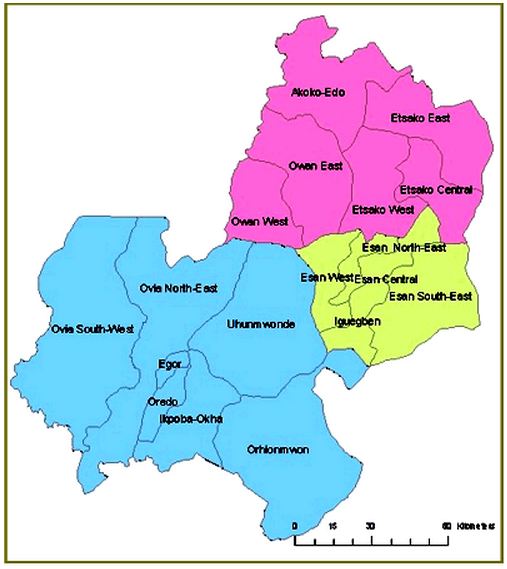 Akoko-Edo
Etsako East
Owan East
Etsako Central
Etsako West
Owan West
Esan North-East
Esan West
Esan Central
Ovia North-East
Esan South-East
Uhunmwonde
Iguegben
Ovia South-West
Egor
Oredo
Ikpoba-Okha
Orhionmwon
0 15 30 60 Kilometers